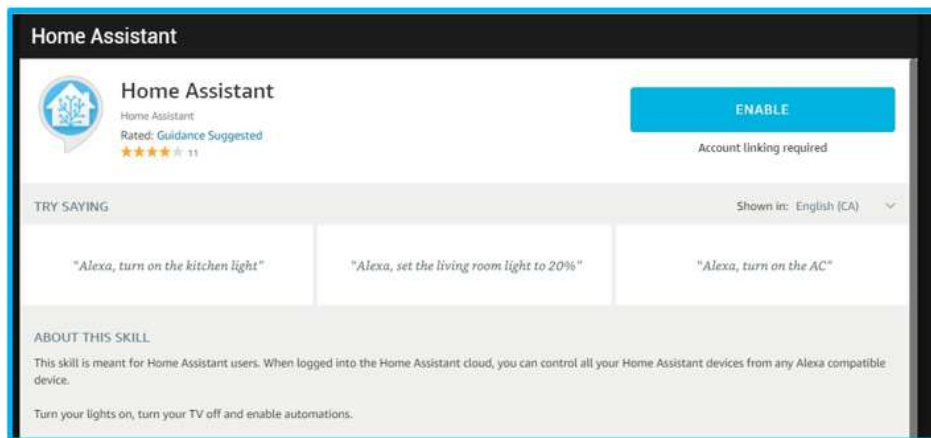 Home Assistant
Home Assistant
Home Assistant
Rated: Guidance Suggested
11
ENABLE
Account linking required
TRY SAYING
Shown in: English (CA)
"Alexa, turn on the kitchen light"
"Alexa, set the living room light to 20%"
"Alexa, turn on the AC"
ABOUT THIS SKILL
This skill is meant for Home Assistant users. When logged into the Home Assistant cloud, you can control all your Home Assistant devices from any Alexa compatible
device.
Turn your lights on, turn your TV off and enable automations.